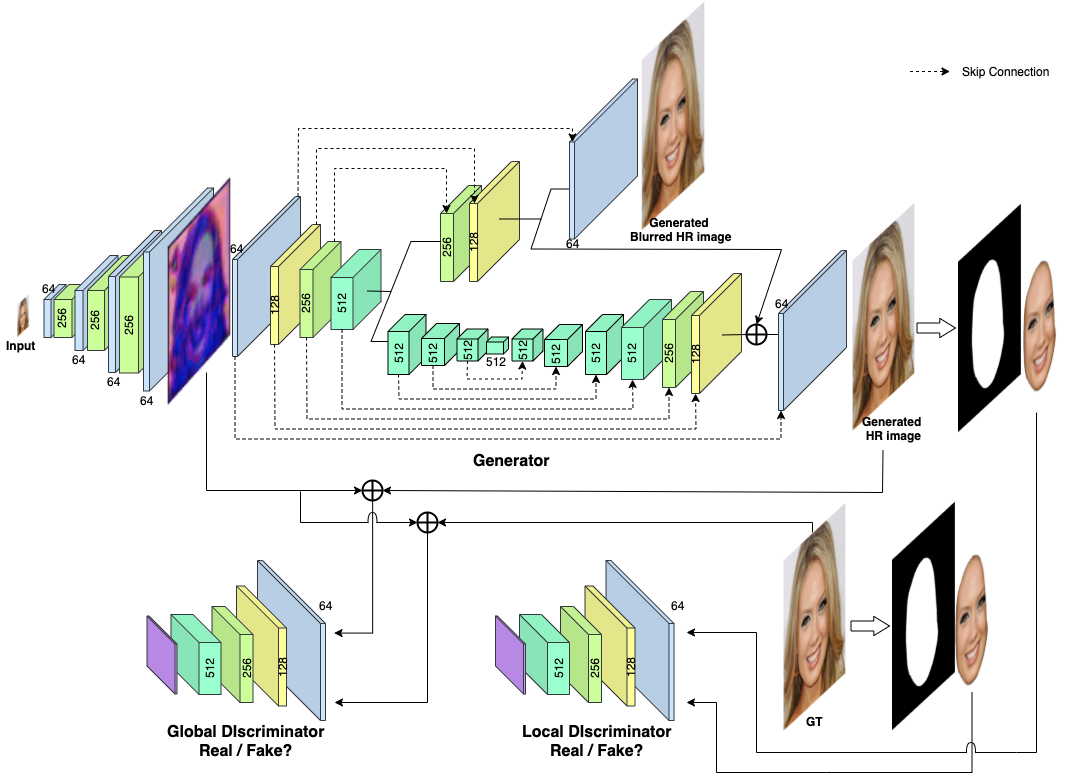 Skip Connection
Generated
Blurred HR image
64
256
128
64
64
128
256
512
64
256
64
256
64
256
64
Input
512
512
512
512
512
512
512
512
256
128
64
Generated
HR image
Generator
64
512
256
128
64
512
256
128
GT
Global DIscriminator
Real / Fake?
Local DIscriminator
Real / Fake?